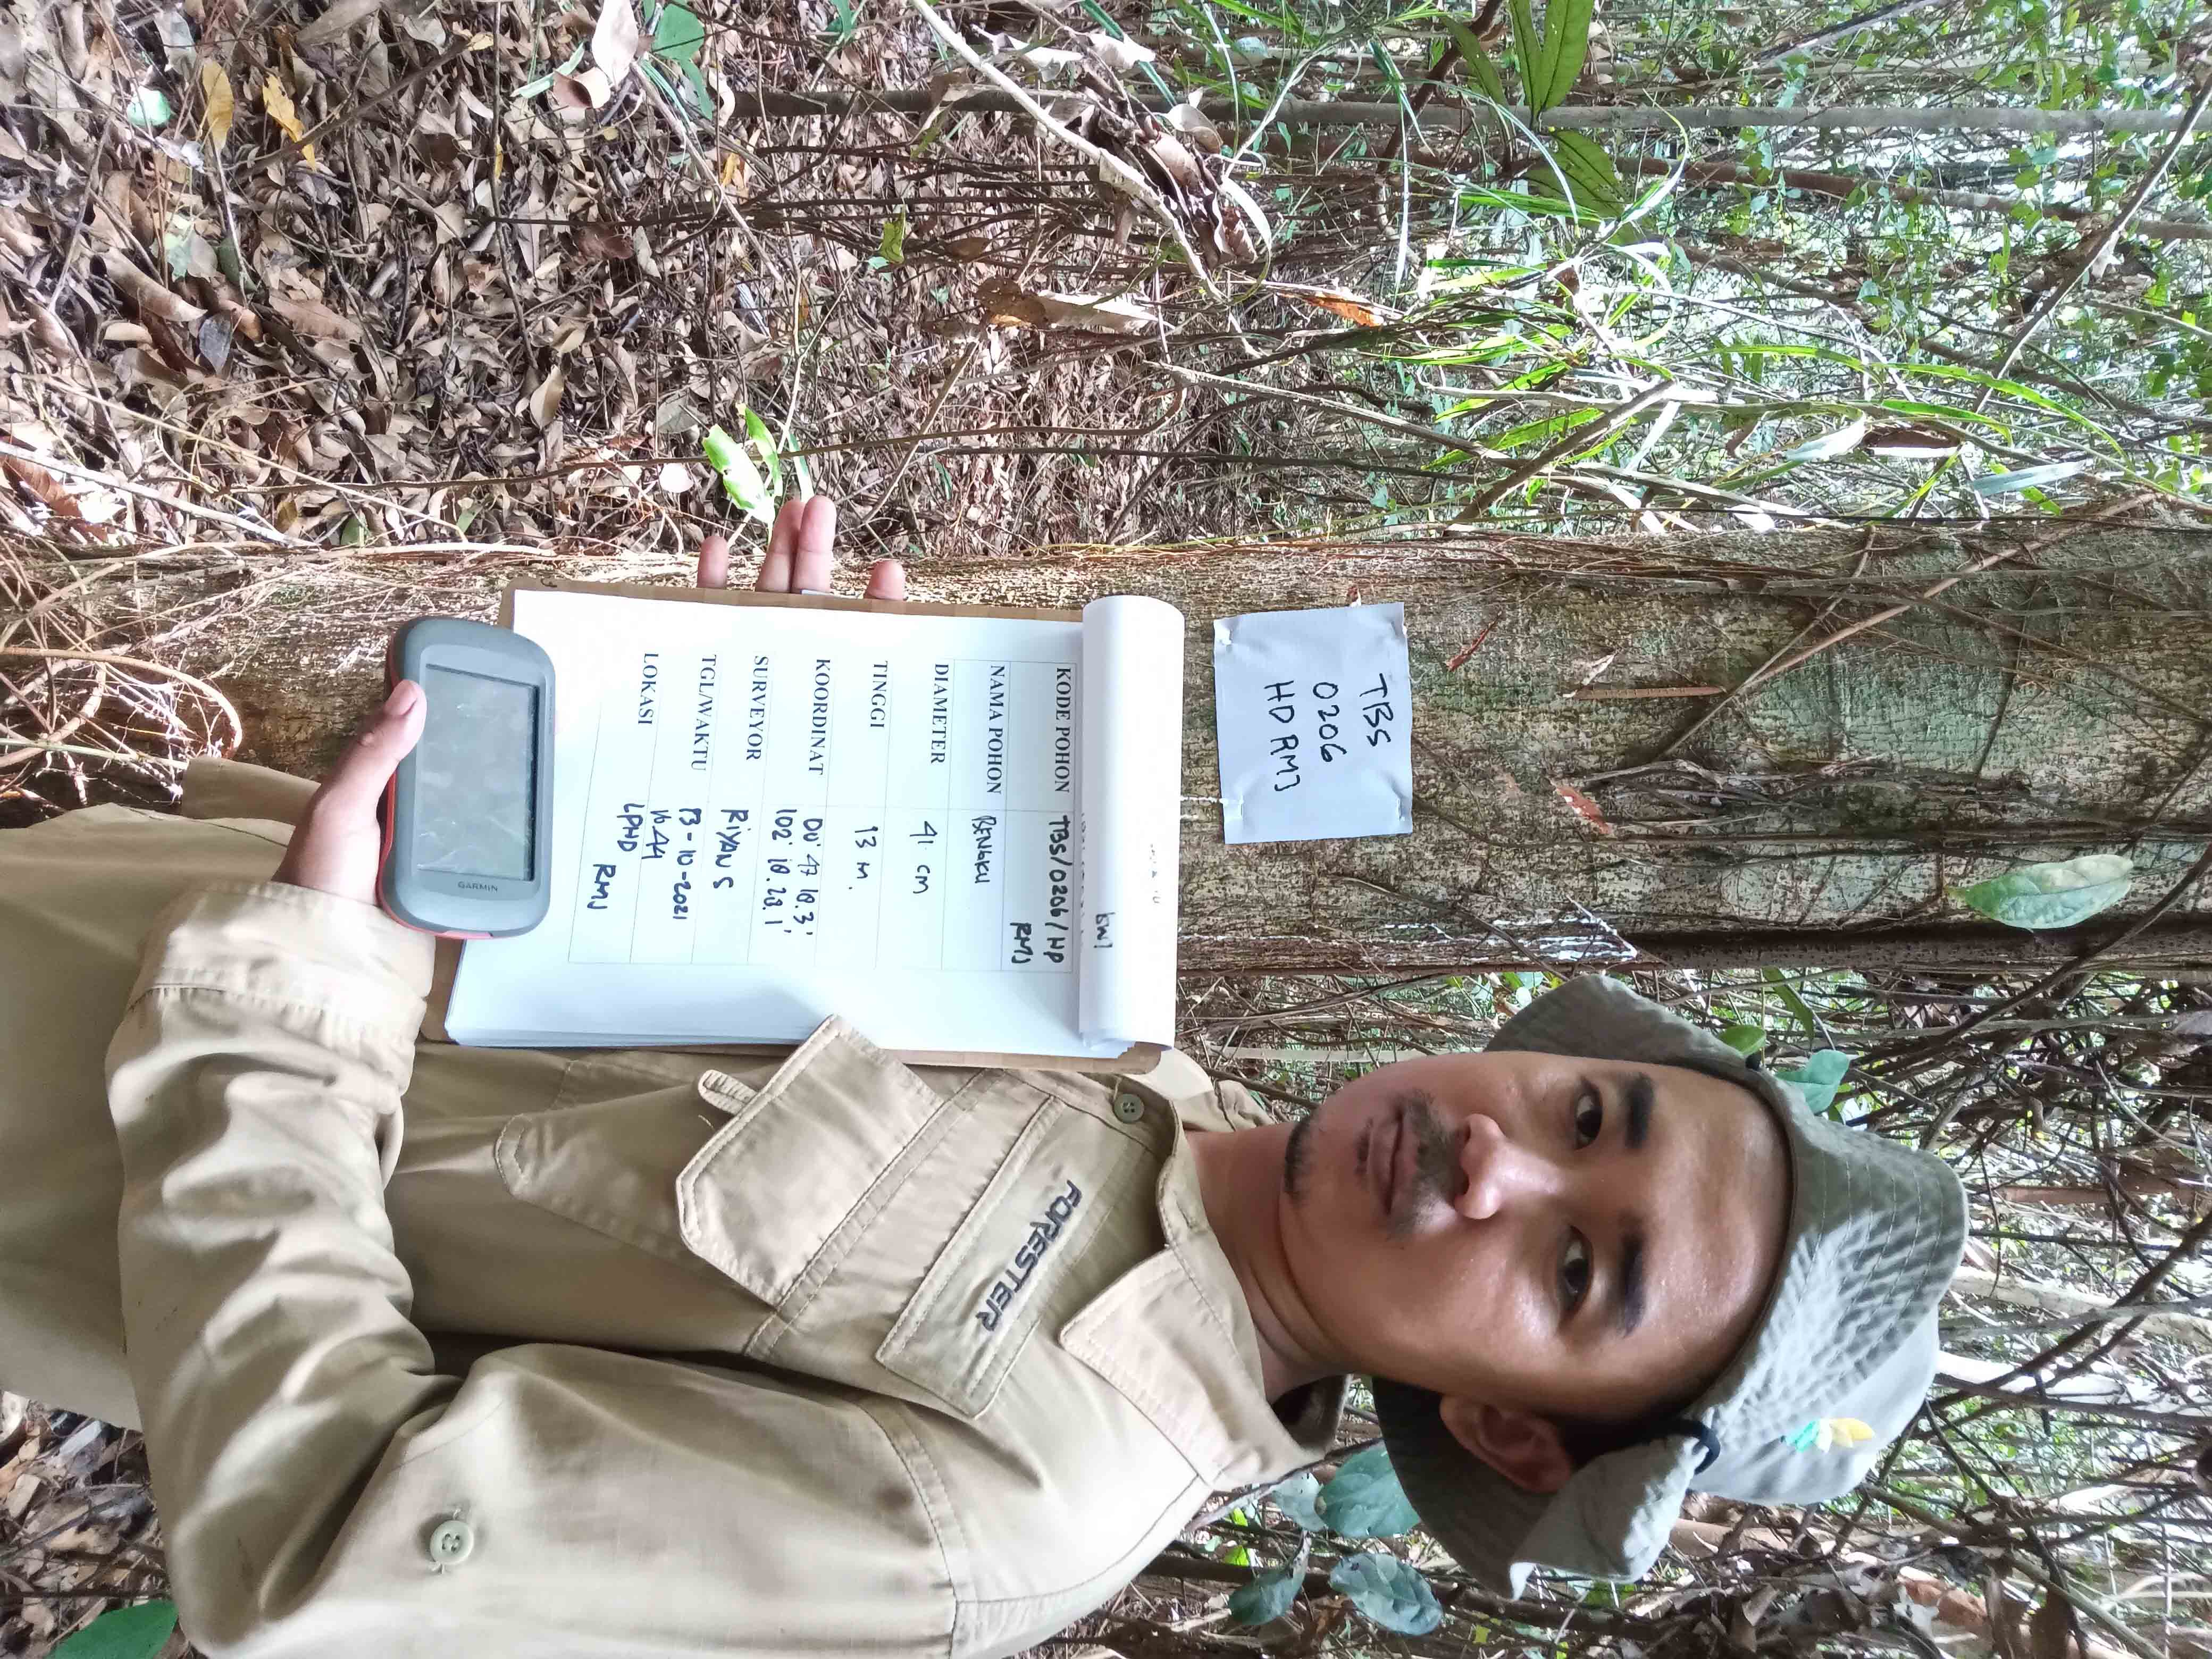 TBS
0206
HD RMJ
KODE POHON TBS/0206/HP
RMJ
NAMA POHON BENGKU
DIAMETER 41 cm
TINGGI 13 m.
KOORDINAT 00° 47' 10.3"
102° 10' 20.1
SURVEYOR RIYAN S
TGL/WAKTU 13-10-2021
10.44
LOKASI LPHD
RMJ
GARMIN
FORESTER